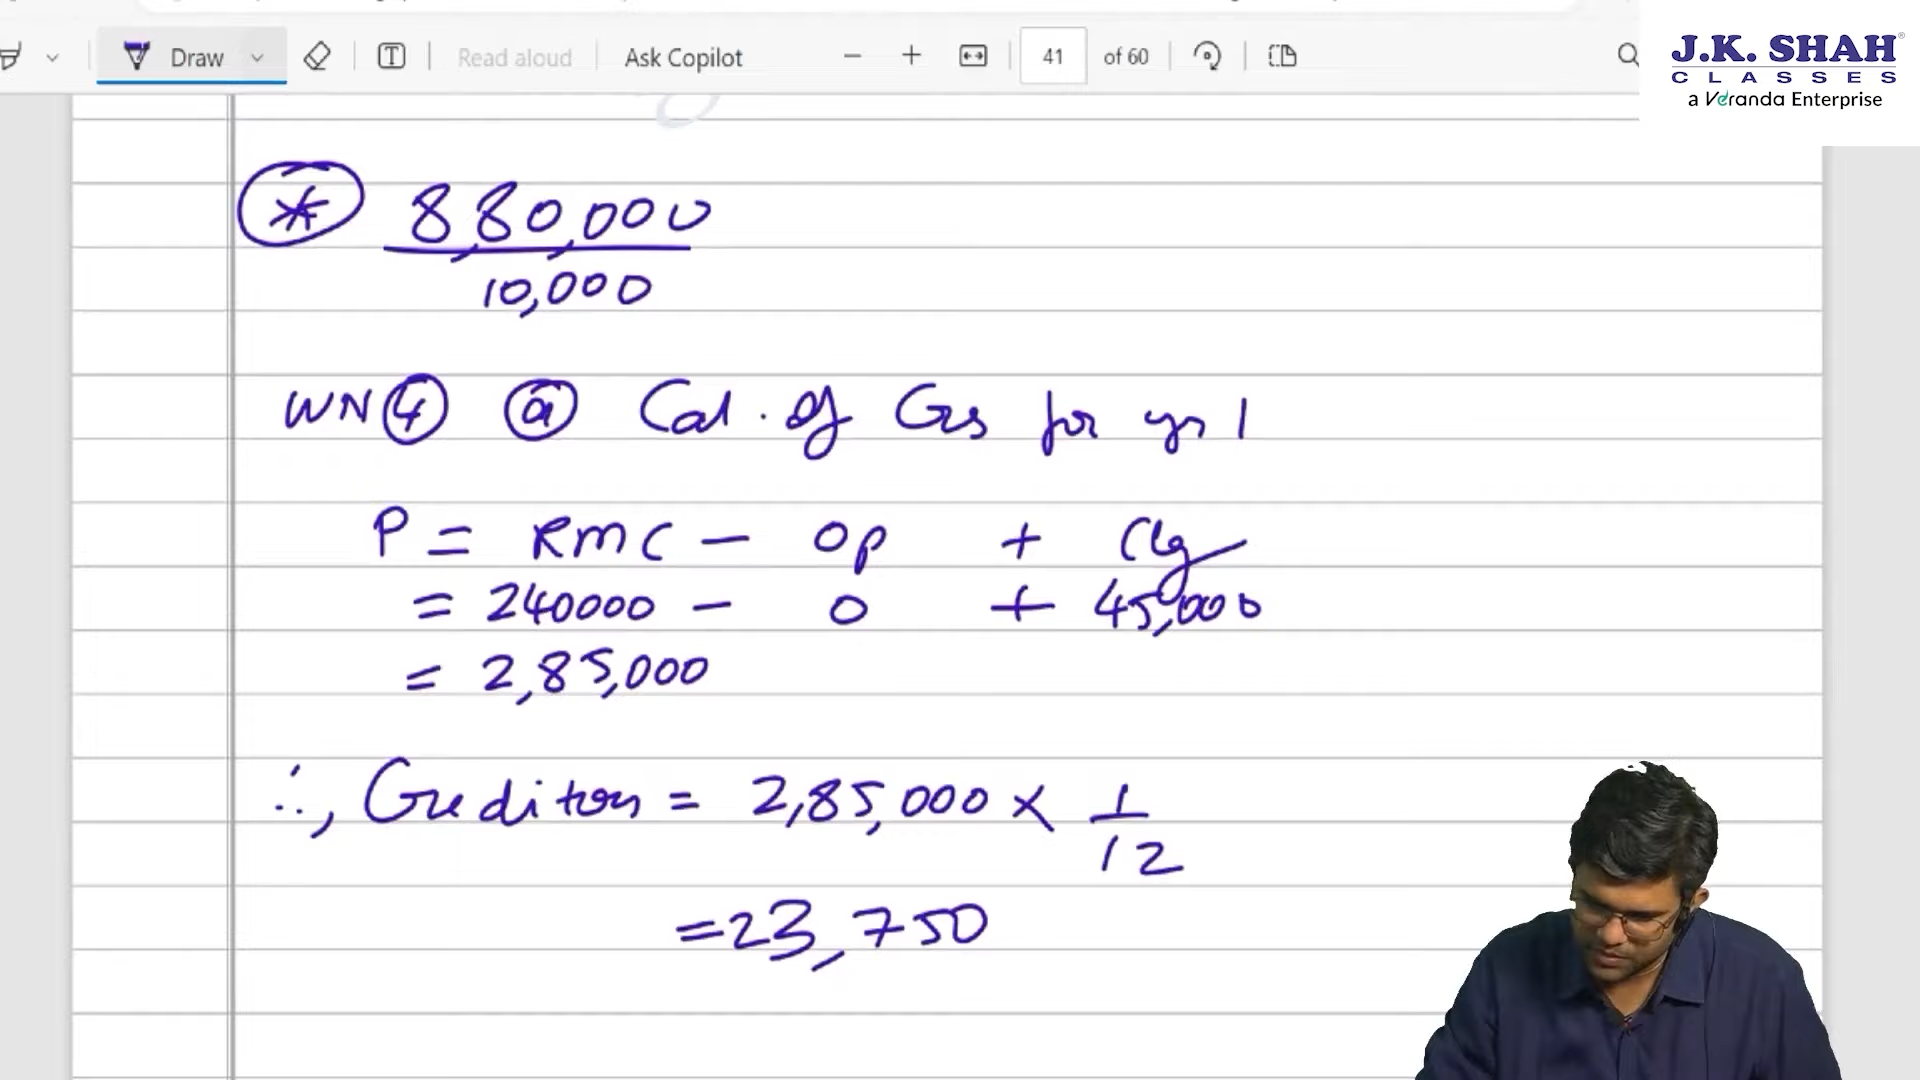 Draw
Read aloud
Ask Copilot
41 of 60
J.K. SHAH®
CLASSES
a Veranda Enterprise
* 8,80,000
10,000
WN 4 a Cal. of Crs for yr 1
P = RMC - Op + Clg
= 240000 - 0 + 45,000
= 2,85,000
∴, Creditors = 2,85,000 × 1
12
= 23,750